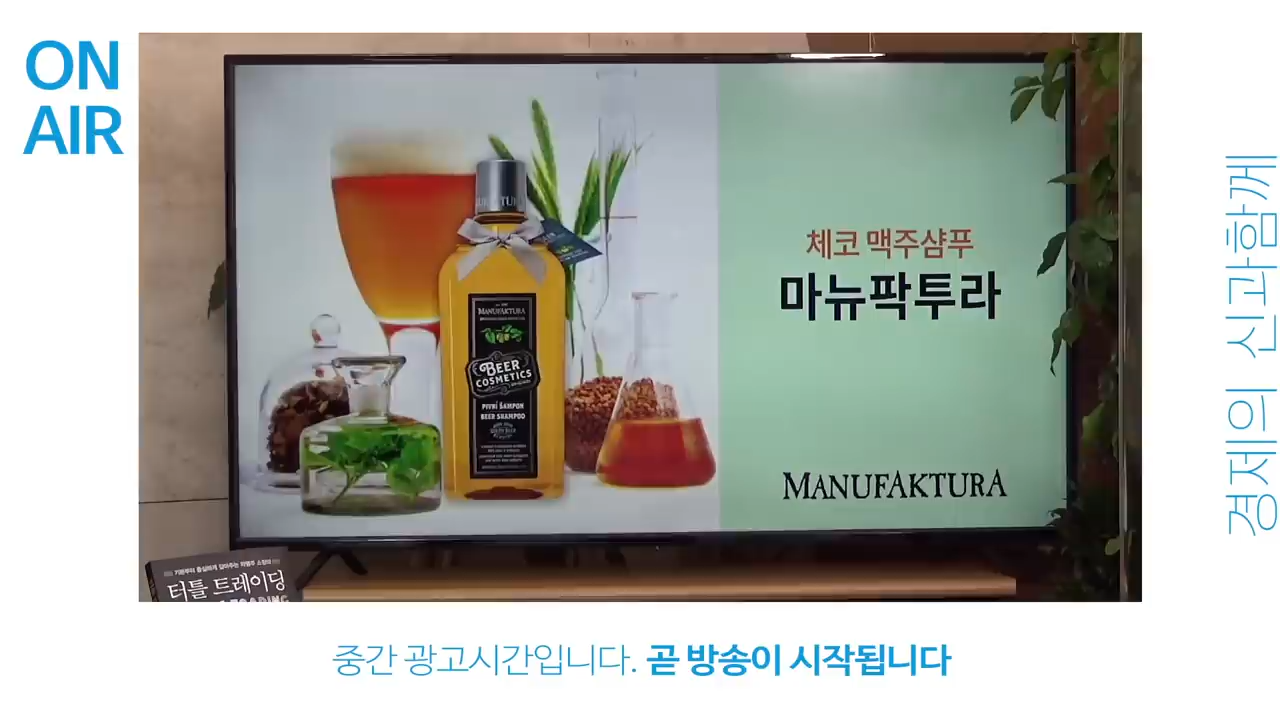 ON
AIR
체코 맥주샴푸
마뉴팍투라
MANUFAKTURA
MANUFAKTURA
BEER
COSMETICS
PIVNÍ ŠAMPON
BEER SHAMPOO
터틀 트레이딩
경제의 신과함께
중간 광고시간입니다. 곧 방송이 시작됩니다